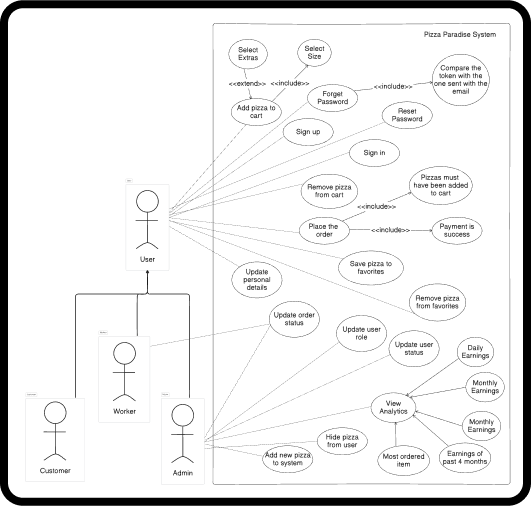 Pizza Paradise System
Select
Extras
Select
Size
<<extend>>
<<include>>
Add pizza to
cart
Forget
Password
<<include>>
Compare the
token with the
one sent with the
email
Reset
Password
Sign up
Sign in
Remove pizza
from cart
Pizzas must
have been added
to cart
<<include>>
Place the
order
<<include>>
Payment is
success
User
Save pizza to
favorites
Update
personal
details
Remove pizza
from favorites
Update order
status
Update user
role
Update user
status
Daily
Earnings
Monthly
Earnings
View
Analytics
Monthly
Earnings
Worker
Hide pizza
from user
Add new pizza
to system
Most ordered
item
Earnings of
past 4 months
Customer
Admin